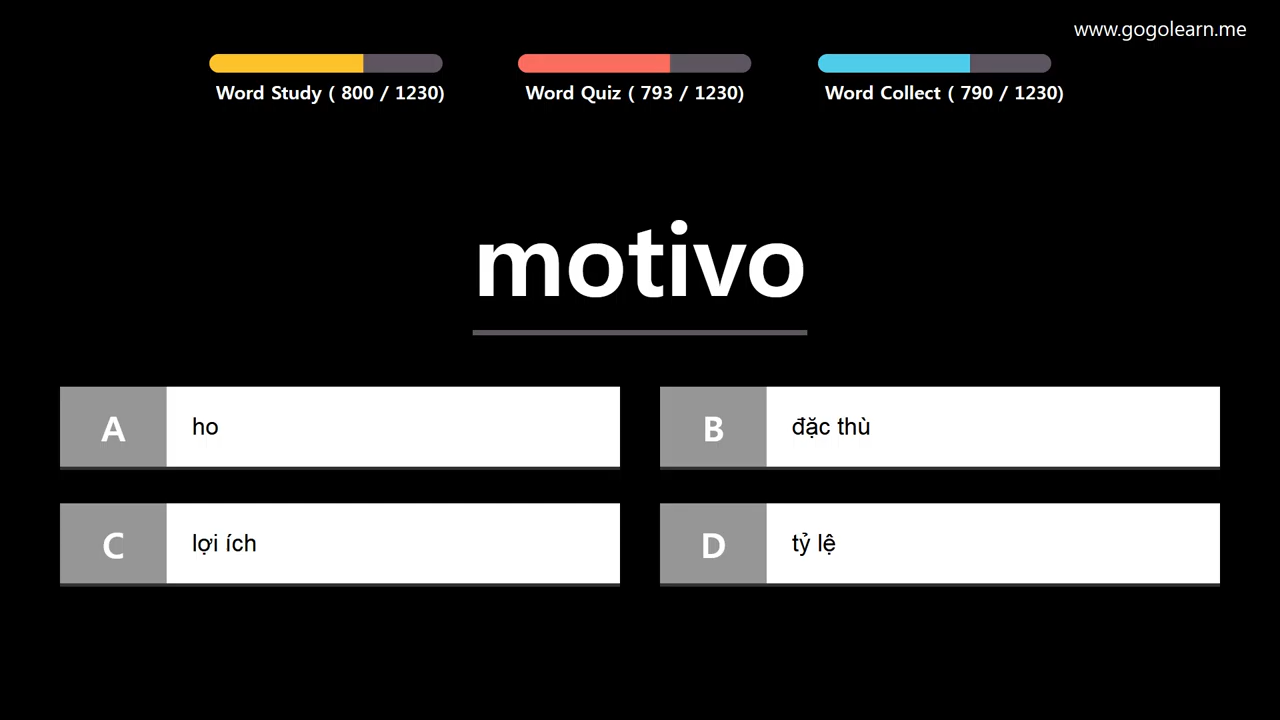 www.gogolearn.me
Word Study ( 800 / 1230)
Word Quiz ( 793 / 1230)
Word Collect ( 790 / 1230)
motivo
A ho
B đặc thù
C lợi ích
D tỷ lệ